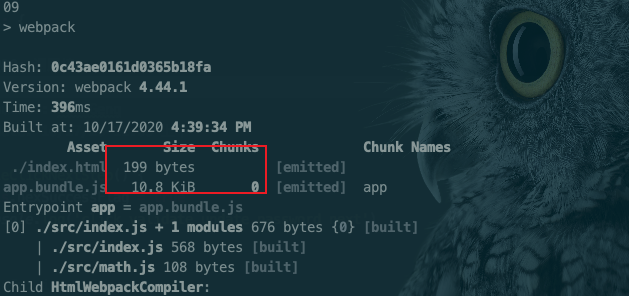 09
> webpack
Hash: 0c43ae0161d0365b18fa
Version: webpack 4.44.1
Time: 396ms
Built at: 10/17/2020 4:39:34 PM
Asset Size Chunks Chunk Names
./index.html 199 bytes [emitted]
app.bundle.js 10.8 KiB 0 [emitted] app
Entrypoint app = app.bundle.js
[0] ./src/index.js + 1 modules 676 bytes {0} [built]
| ./src/index.js 568 bytes [built]
| ./src/math.js 108 bytes [built]
Child HtmlWebpackCompiler: